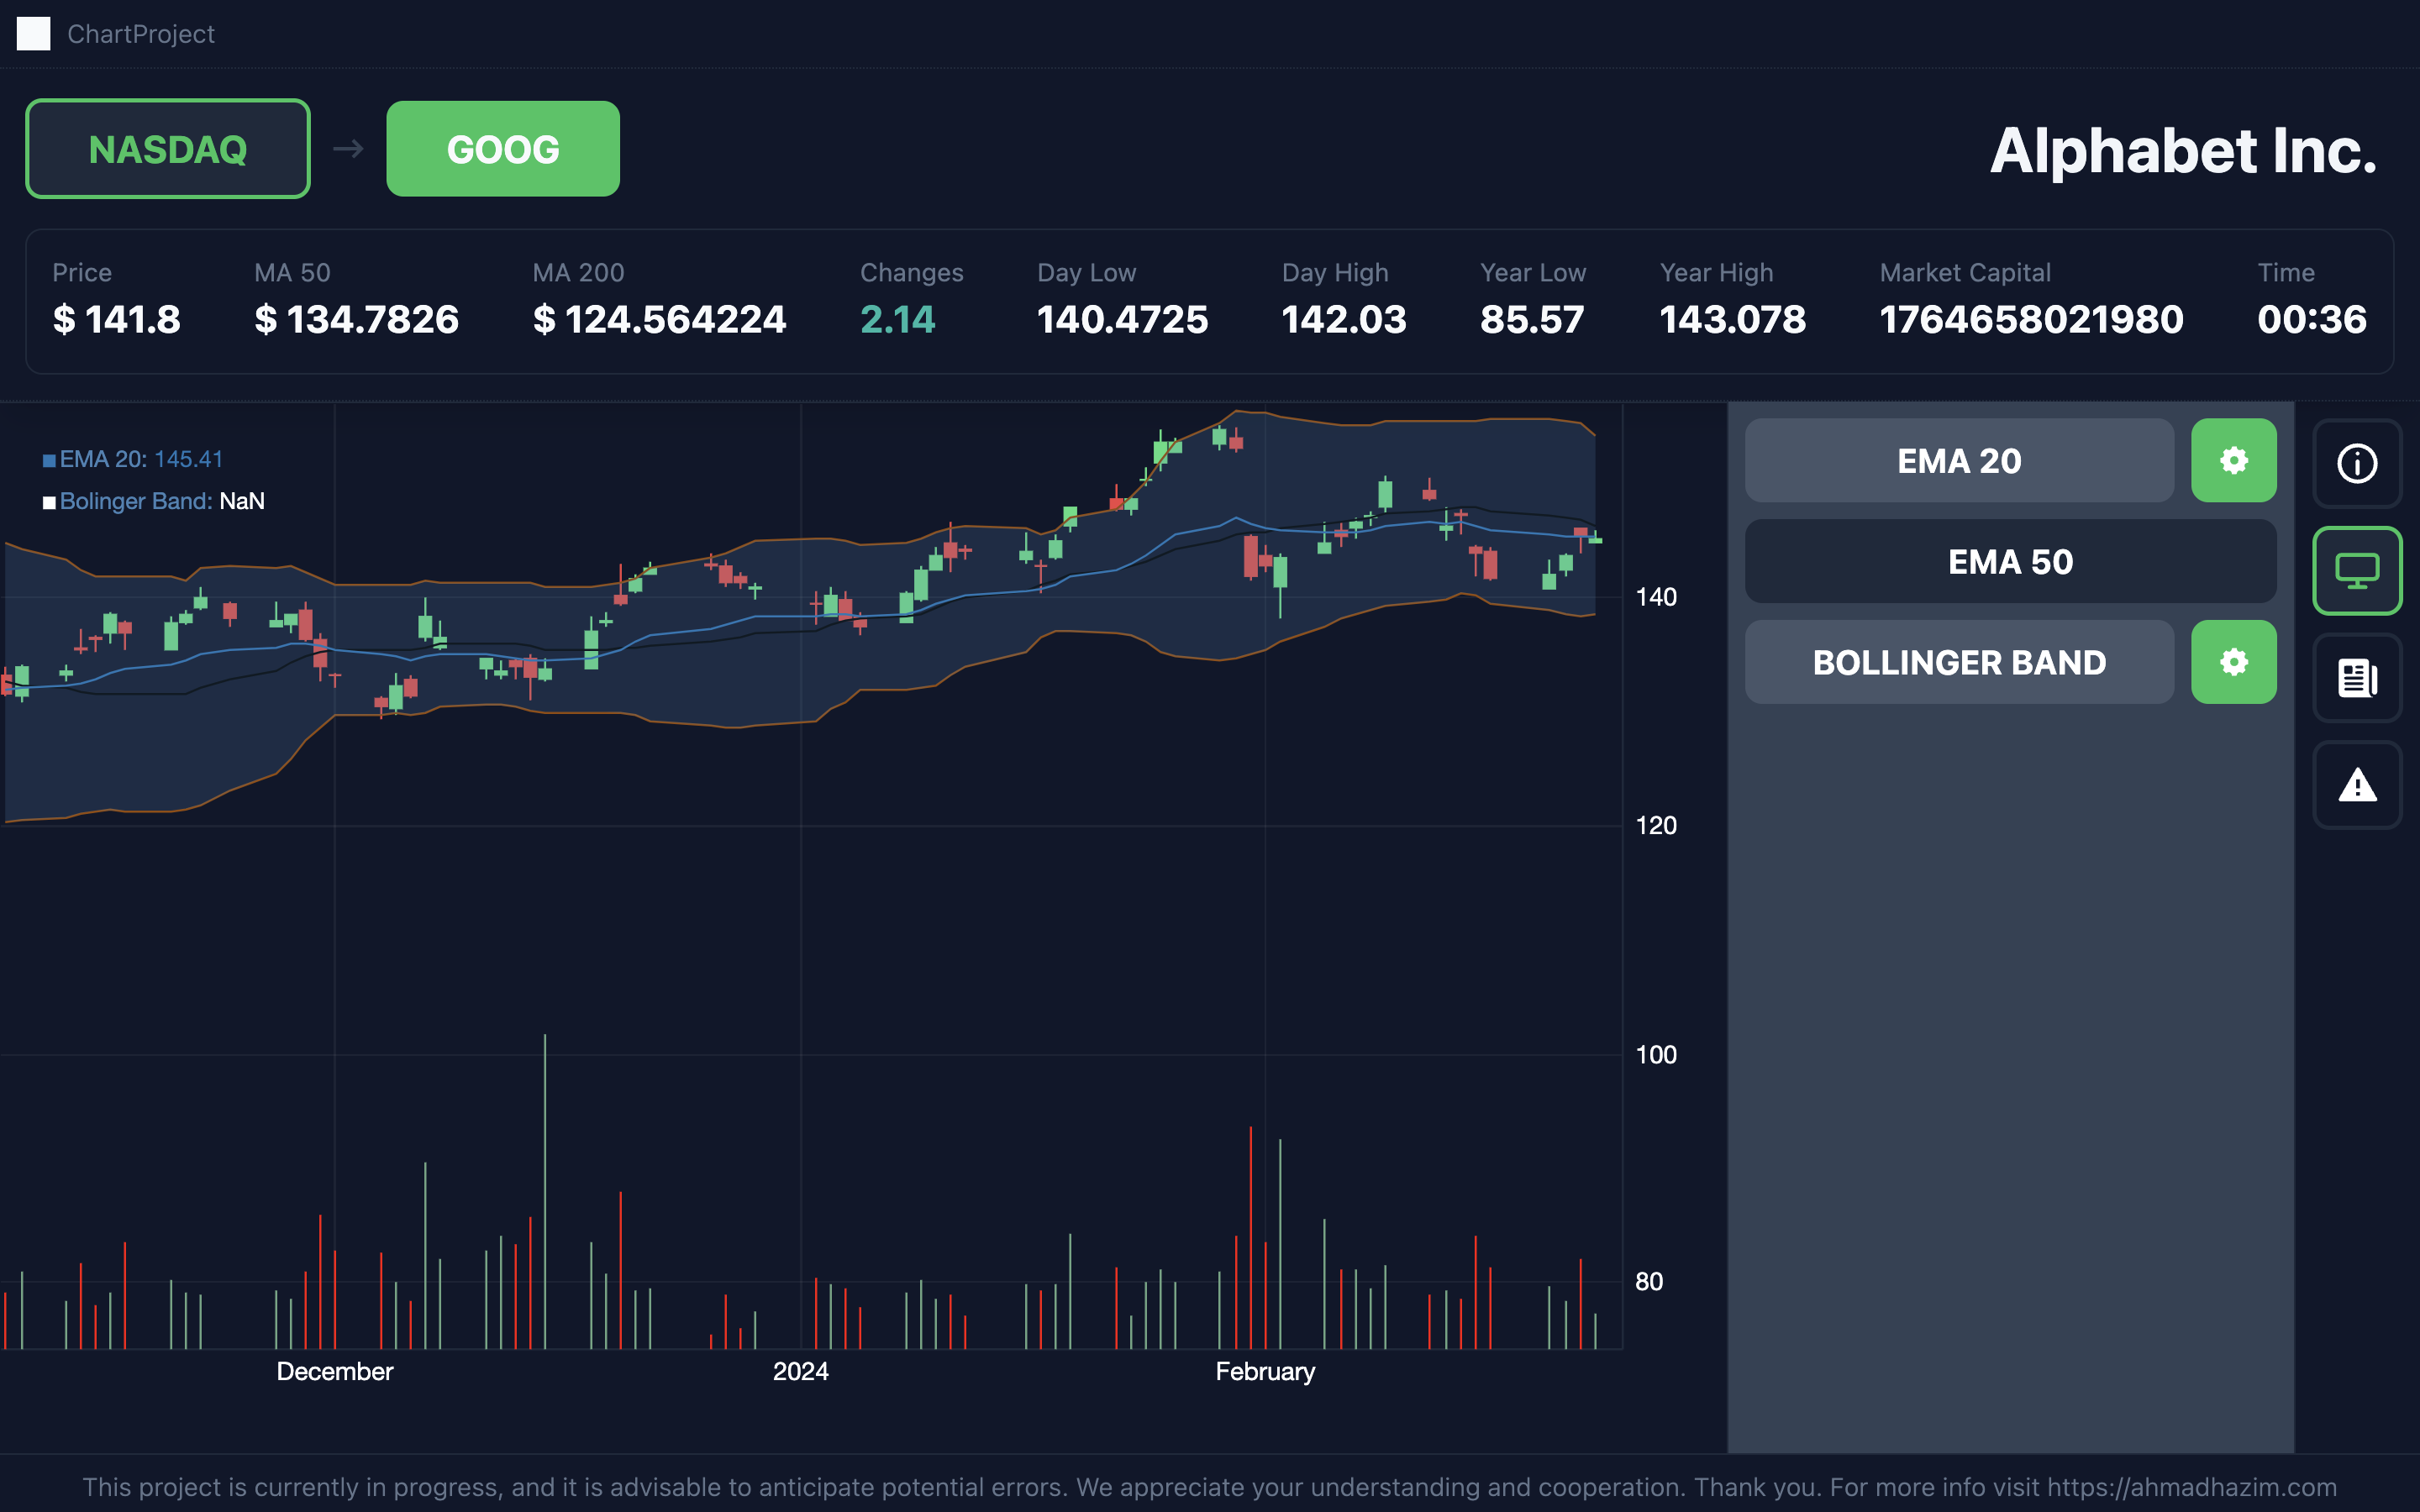 ChartProject
NASDAQ → GOOG
Alphabet Inc.
Price MA 50 MA 200 Changes Day Low Day High Year Low Year High Market Capital Time
$ 141.8 $ 134.7826 $ 124.564224 2.14 140.4725 142.03 85.57 143.078 1764658021980 00:36
EMA 20: 145.41
Bolinger Band: NaN
140
120
100
80
December 2024 February
EMA 20
EMA 50
BOLLINGER BAND
This project is currently in progress, and it is advisable to anticipate potential errors. We appreciate your understanding and cooperation. Thank you. For more info visit https://ahmadhazim.com